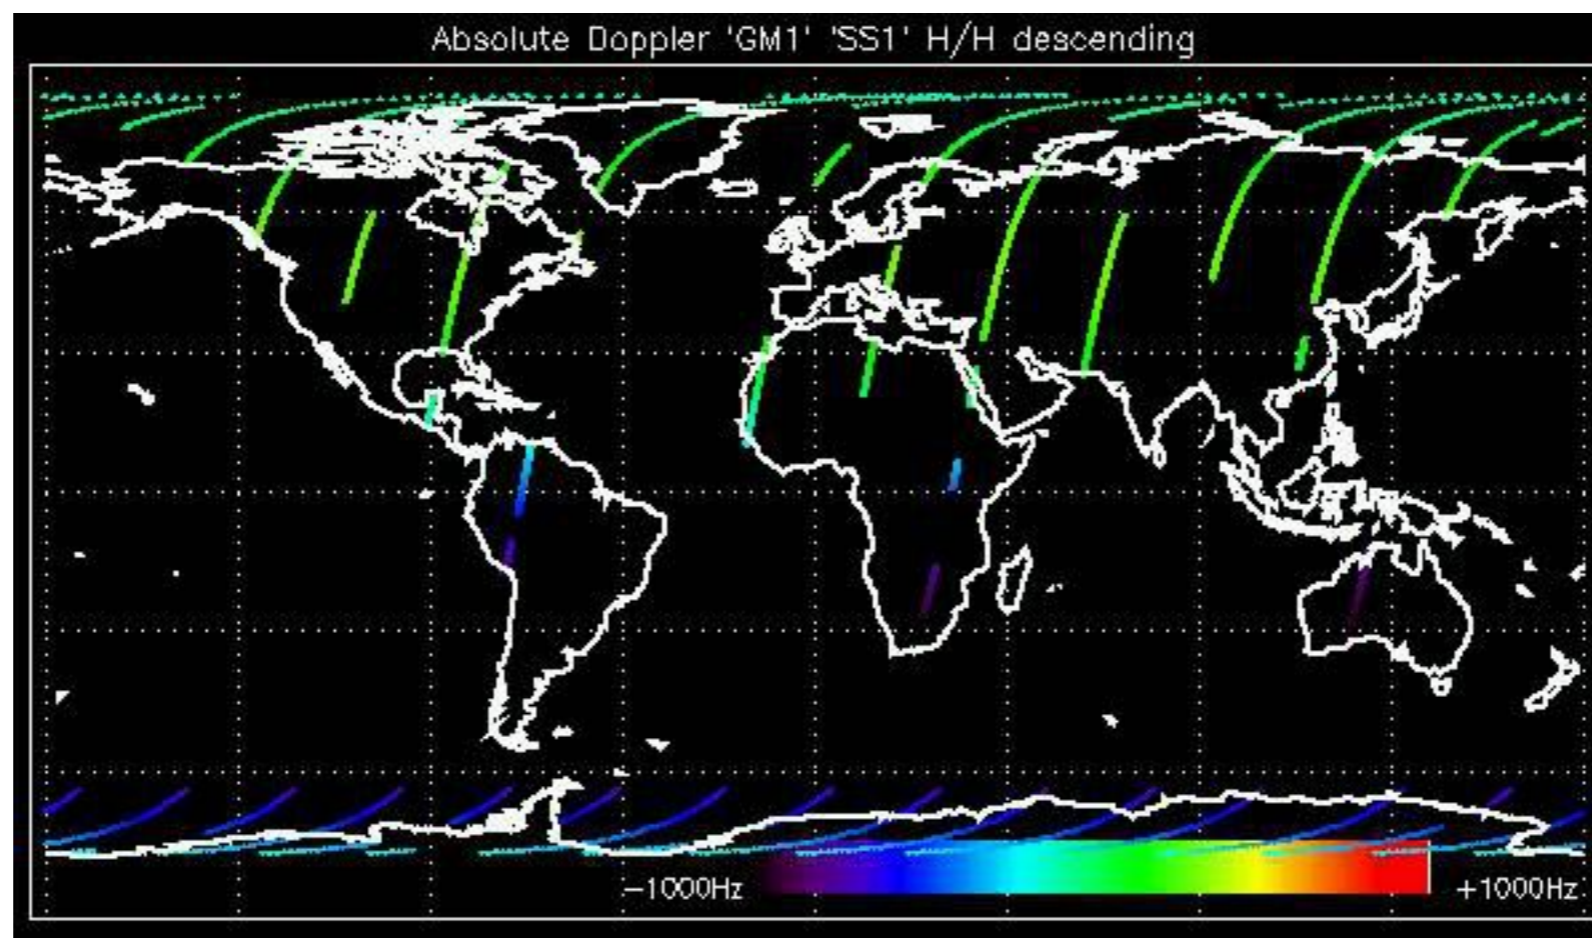 Absolute Doppler 'GM1' 'SS1' H/H descending
-1000Hz
+1000Hz